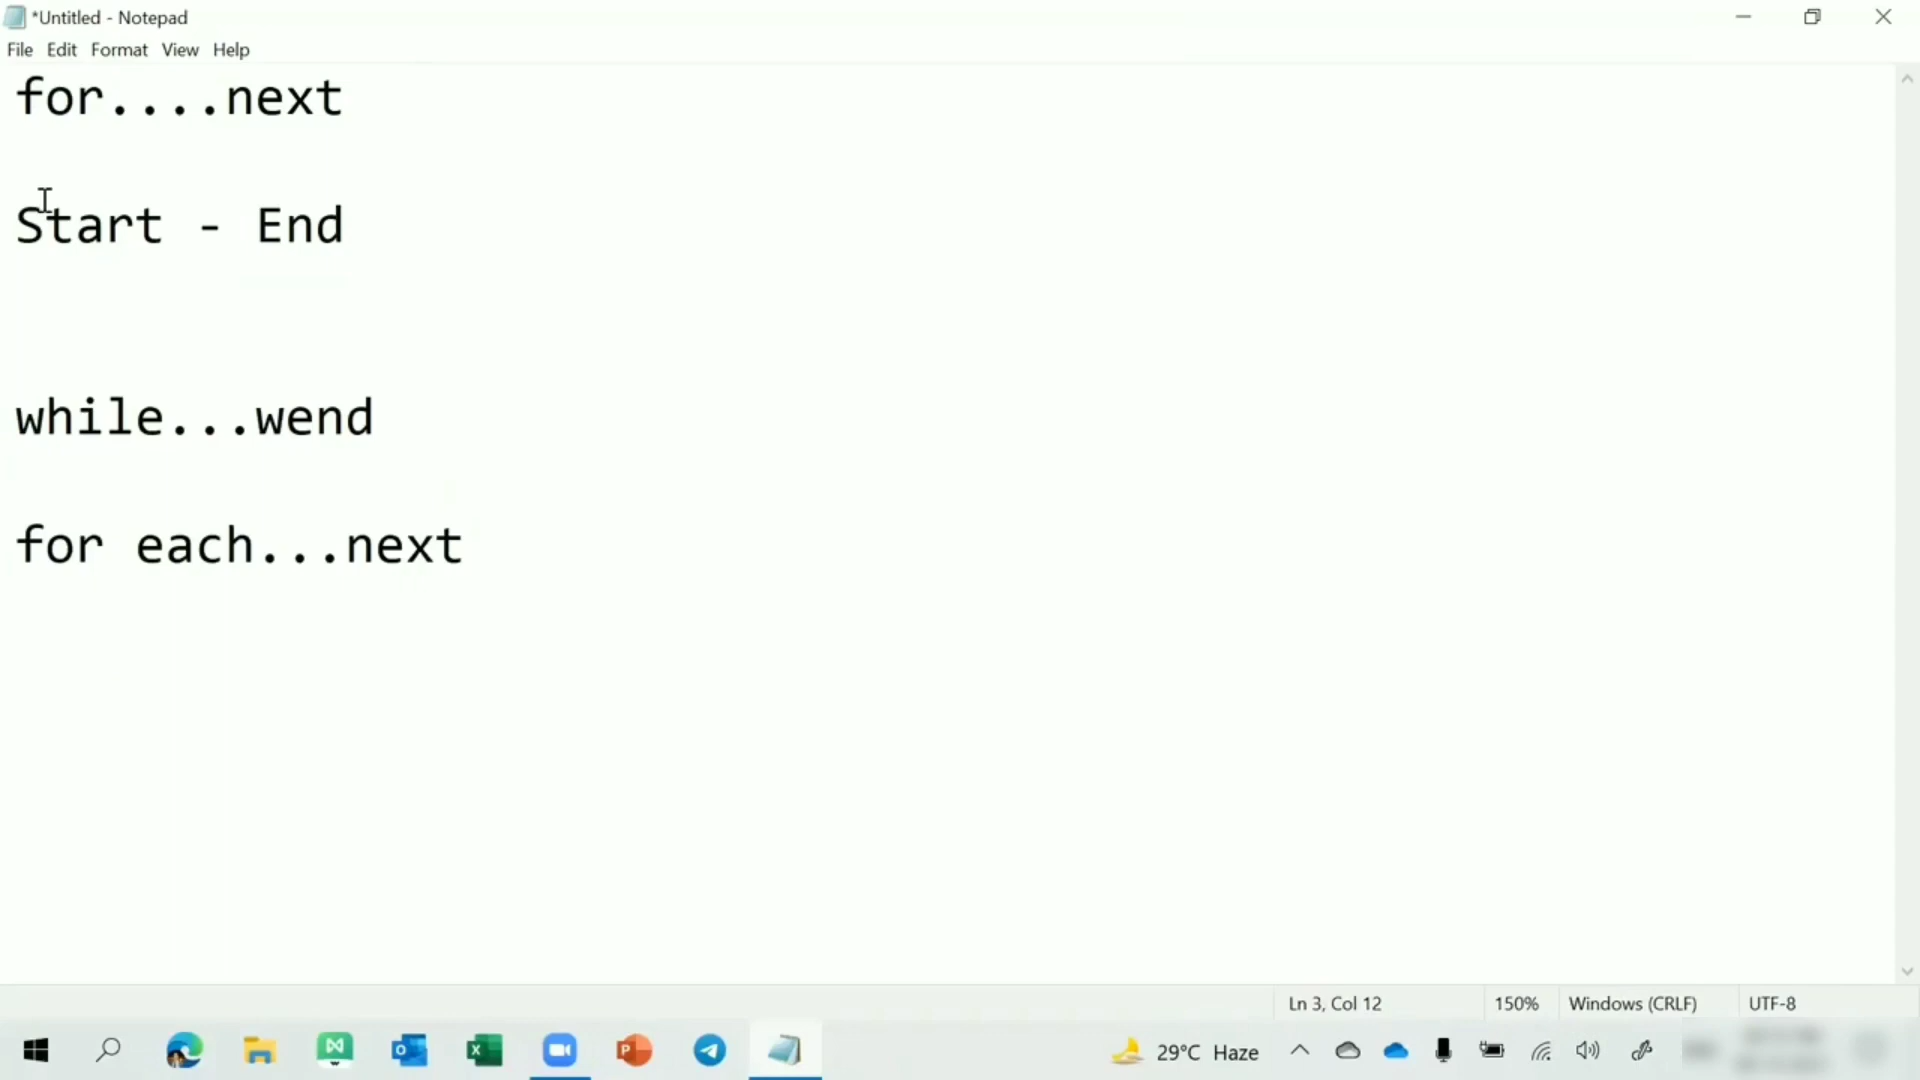 *Untitled - Notepad
File Edit Format View Help
for....next
Start - End
while...wend
for each...next
Ln 3, Col 12 150% Windows (CRLF) UTF-8
29°C Haze